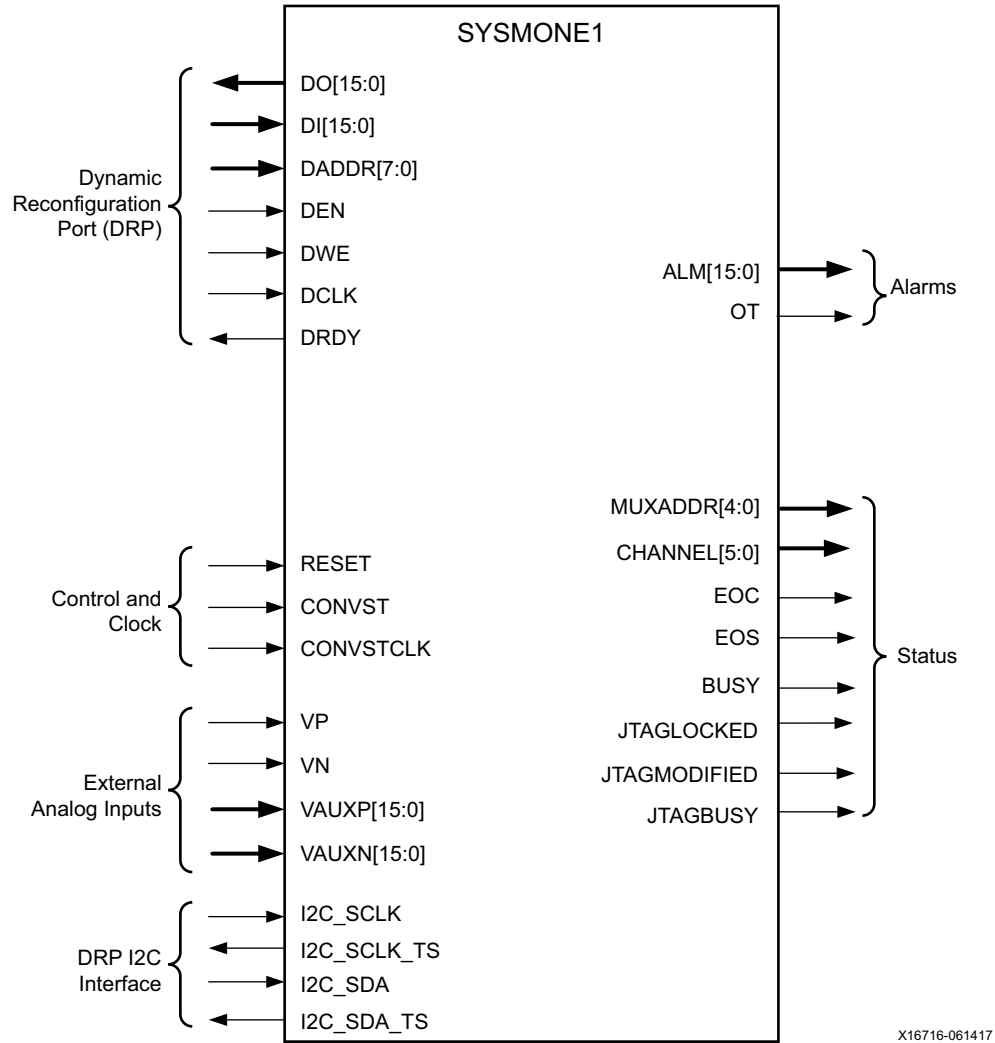 SYSMONE1
Dynamic
Reconfiguration
Port (DRP)
DO[15:0]
DI[15:0]
DADDR[7:0]
DEN
DWE
DCLK
DRDY
ALM[15:0]
OT
Alarms
Control and
Clock
RESET
CONVST
CONVSTCLK
External
Analog Inputs
VP
VN
VAUXP[15:0]
VAUXN[15:0]
DRP I2C
Interface
I2C_SCLK
I2C_SCLK_TS
I2C_SDA
I2C_SDA_TS
MUXADDR[4:0]
CHANNEL[5:0]
EOC
EOS
BUSY
JTAGLOCKED
JTAGMODIFIED
JTAGBUSY
Status
X16716-061417